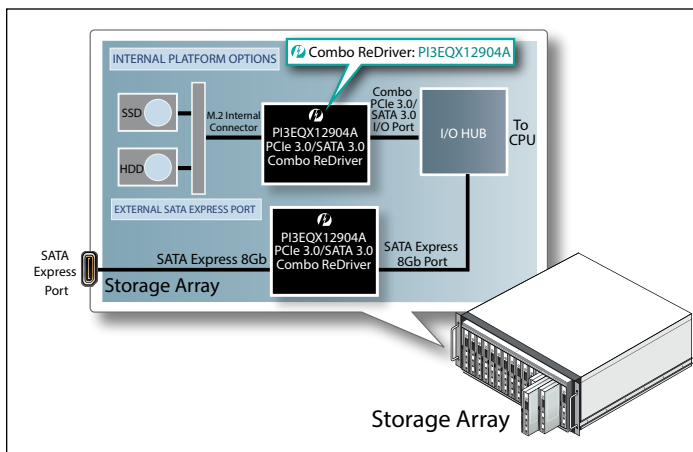 INTERNAL PLATFORM OPTIONS
Combo ReDriver: PI3EQX12904A
SSD
HDD
M.2 Internal
Connector
PI3EQX12904A
PCIe 3.0/SATA 3.0
Combo ReDriver
Combo
PCIe 3.0/
SATA 3.0
I/O Port
I/O HUB
To
CPU
EXTERNAL SATA EXPRESS PORT
SATA
Express
Port
SATA Express 8Gb
PI3EQX12904A
PCIe 3.0/SATA 3.0
Combo ReDriver
SATA Express
8Gb Port
Storage Array
Storage Array